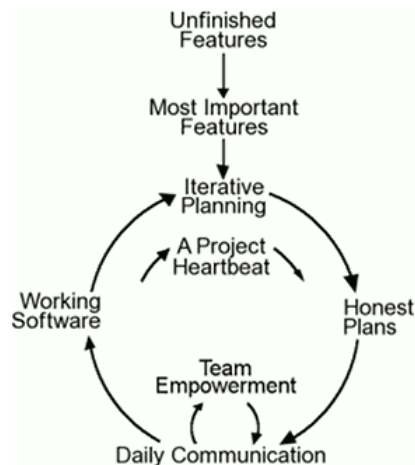 Unfinished
Features
Most Important
Features
Iterative
Planning
A Project
Heartbeat
Working
Software
Honest
Plans
Team
Empowerment
Daily Communication